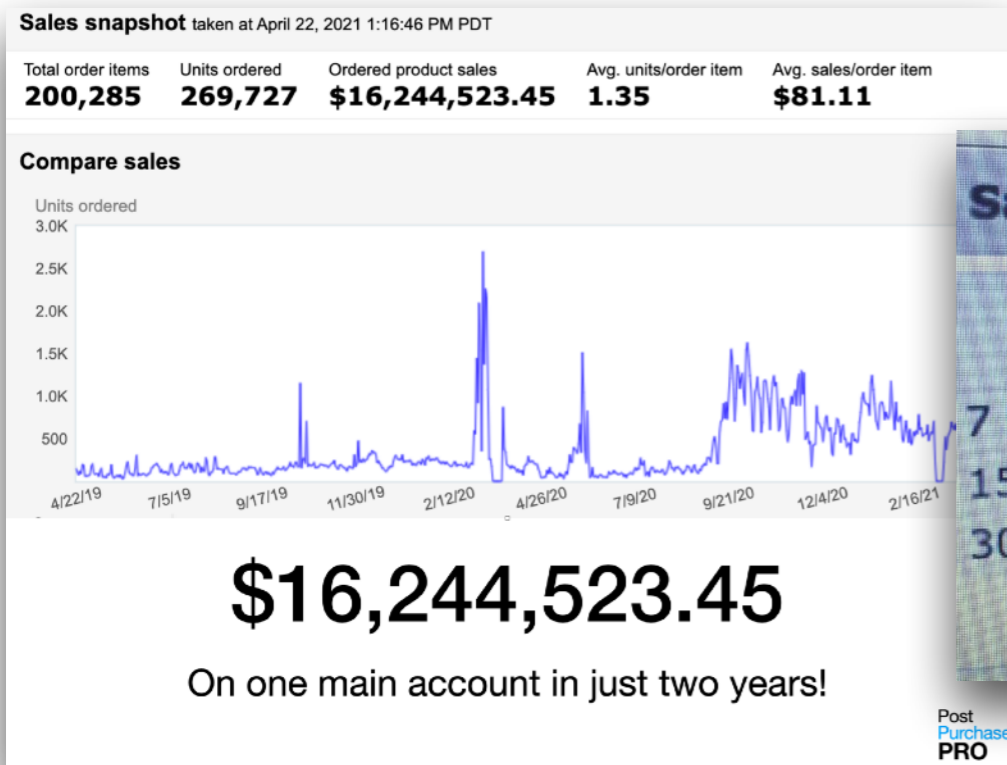 Sales snapshot taken at April 22, 2021 1:16:46 PM PDT
Total order items Units ordered Ordered product sales Avg. units/order item Avg. sales/order item
200,285 269,727 $16,244,523.45 1.35 $81.11
Compare sales
Units ordered
3.0K
2.5K
2.0K
1.5K
1.0K
500
4/22/19 7/5/19 9/17/19 11/30/19 2/12/20 4/26/20 7/9/20 9/21/20 12/4/20 2/16/21
7
30
$16,244,523.45
On one main account in just two years!
Post
Purchase
PRO